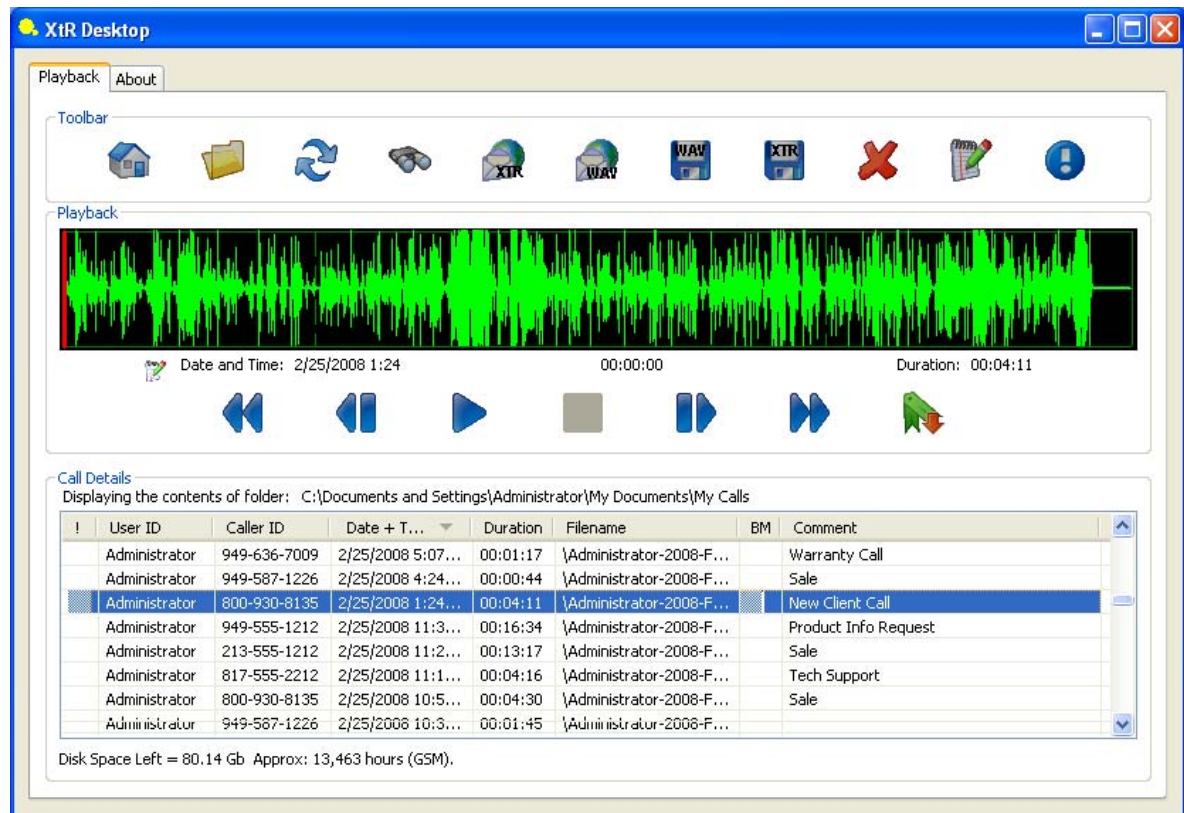 XtR Desktop
Playback About
Toolbar
XTR WAV WAV XTR
Playback
Date and Time: 2/25/2008 1:24 00:00:00 Duration: 00:04:11
Call Details
Displaying the contents of folder: C:\Documents and Settings\Administrator\My Documents\My Calls
! User ID Caller ID Date + T... Duration Filename BM Comment
Administrator 949-636-7009 2/25/2008 5:07... 00:01:17 \Administrator-2008-F... Warranty Call
Administrator 949-587-1226 2/25/2008 4:24... 00:00:44 \Administrator-2008-F... Sale
Administrator 800-930-8135 2/25/2008 1:24... 00:04:11 \Administrator-2008-F... New Client Call
Administrator 949-555-1212 2/25/2008 11:3... 00:16:34 \Administrator-2008-F... Product Info Request
Administrator 213-555-1212 2/25/2008 11:2... 00:13:17 \Administrator-2008-F... Sale
Administrator 817-555-2212 2/25/2008 11:1... 00:04:16 \Administrator-2008-F... Tech Support
Administrator 800-930-8135 2/25/2008 10:5... 00:04:30 \Administrator-2008-F... Sale
Administrator 949-587-1226 2/25/2008 10:3... 00:01:45 \Administrator-2008-F...
Disk Space Left = 80.14 Gb Approx: 13,463 hours (GSM).